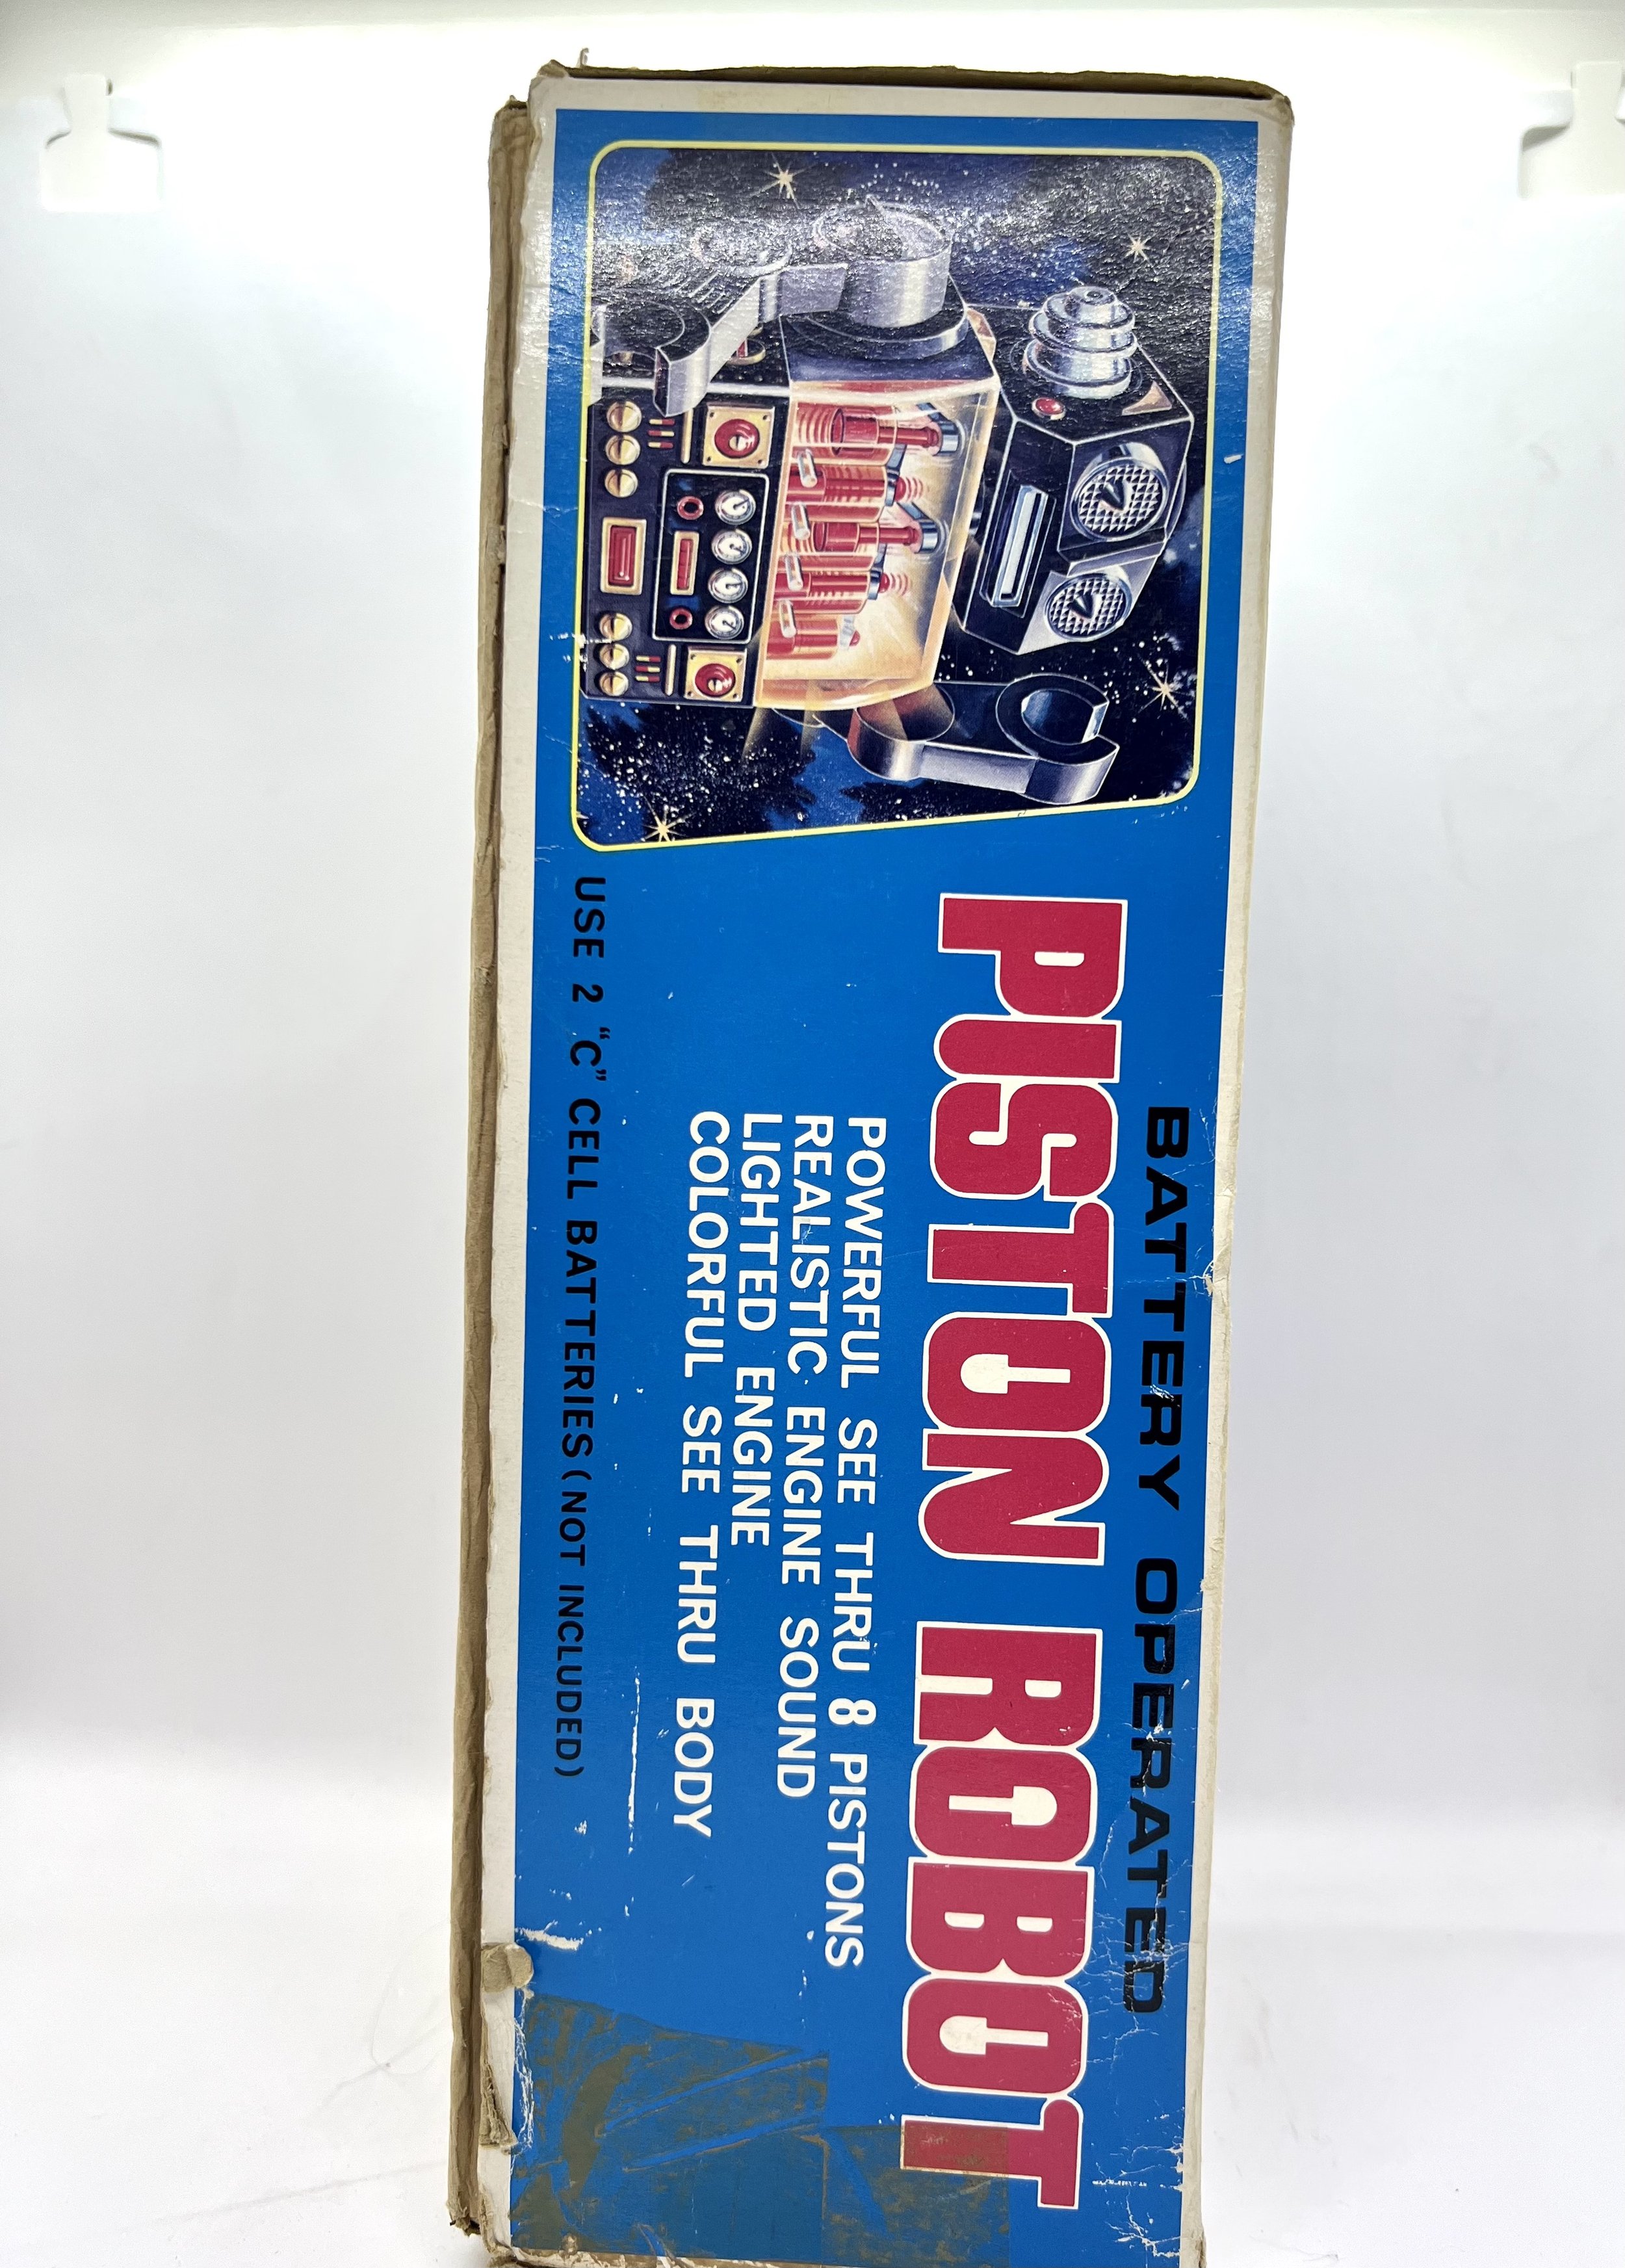 BATTERY OPERATED
PISTON ROBOT
POWERFUL SEE THRU 8 PISTONS
REALISTIC ENGINE SOUND
LIGHTED ENGINE
COLORFUL SEE THRU BODY
USE 2 “C” CELL BATTERIES (NOT INCLUDED)